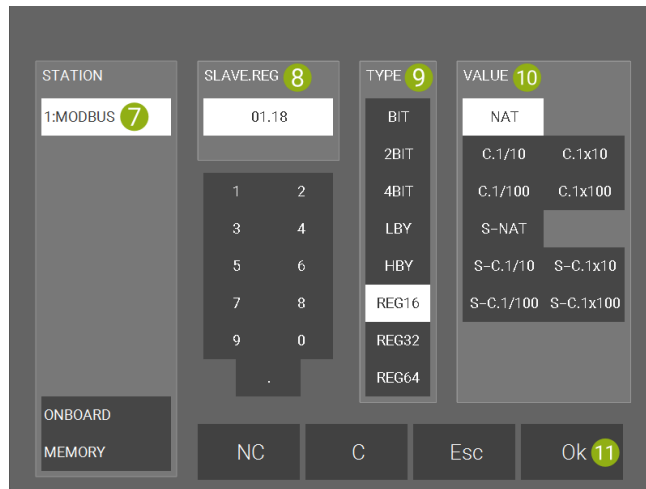 STATION
1:MODBUS 7
ONBOARD
MEMORY
SLAVE.REG 8
01.18
1 2
3 4
5 6
7 8
9 0
.
TYPE 9
BIT
2BIT
4BIT
LBY
HBY
REG16
REG32
REG64
VALUE 10
NAT
C.1/10 C.1x10
C.1/100 C.1x100
S-NAT
S-C.1/10 S-C.1x10
S-C.1/100 S-C.1x100
NC C Esc Ok 11